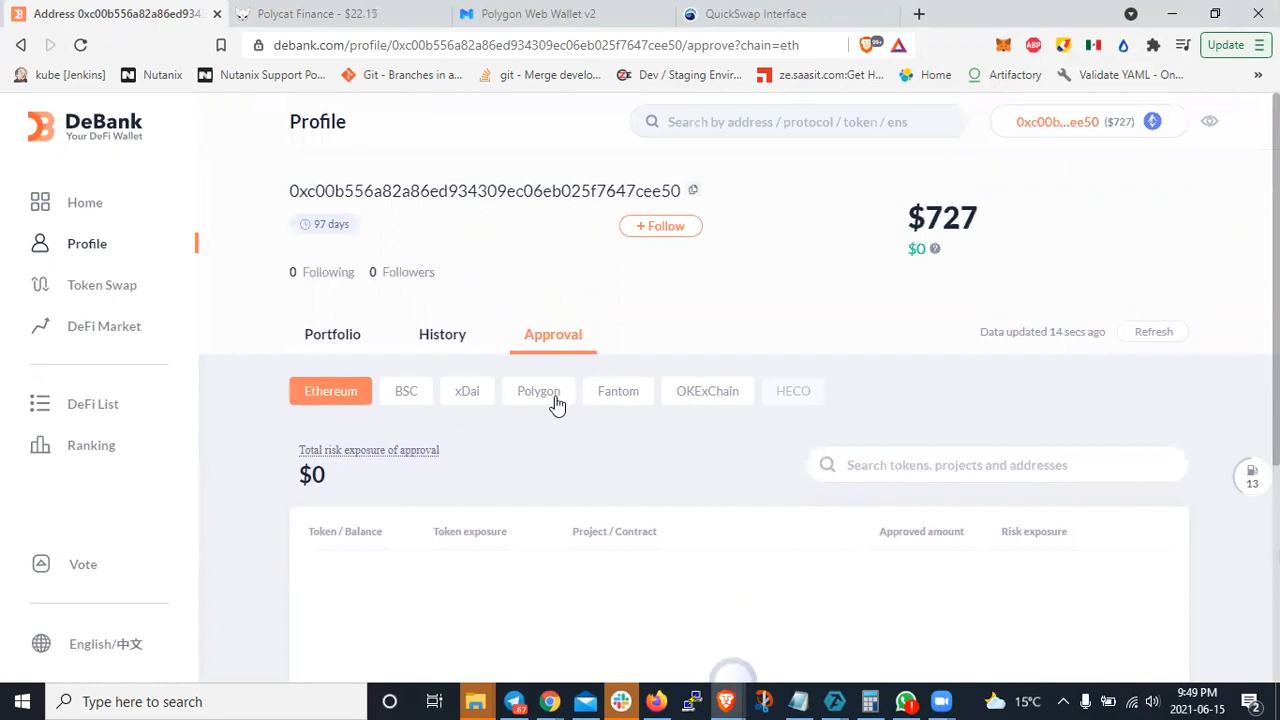 Address 0xc00b556a82a86ed9343
Polycat Finance - $22.15
Polygon Web Wallet v2
QuickSwap Interface
debank.com/profile/0xc00b556a82a86ed934309ec06eb025f7647cee50/approve?chain=eth
99+
ABP
Update
kube [Jenkins]
Nutanix
Nutanix Support Po...
Git - Branches in a...
git - Merge develo...
Dev / Staging Envir...
ze.saasit.com:Get H...
Home
Artifactory
Validate YAML - On...
»
DeBank
Your DeFi Wallet
Profile
Search by address / protocol / token / ens
0xc00b...ee50 ($727)
Home
Profile
Token Swap
DeFi Market
DeFi List
Ranking
Vote
English/中文
0xc00b556a82a86ed934309ec06eb025f7647cee50
97 days
+ Follow
$727
$0
0 Following 0 Followers
Portfolio
History
Approval
Data updated 14 secs ago
Refresh
Ethereum
BSC
xDai
Polygon
Fantom
OKExChain
HECO
Total risk exposure of approval
$0
Search tokens, projects and addresses
13
Token / Balance
Token exposure
Project / Contract
Approved amount
Risk exposure
Type here to search
67
15°C
9:49 PM
2021-06-15
2